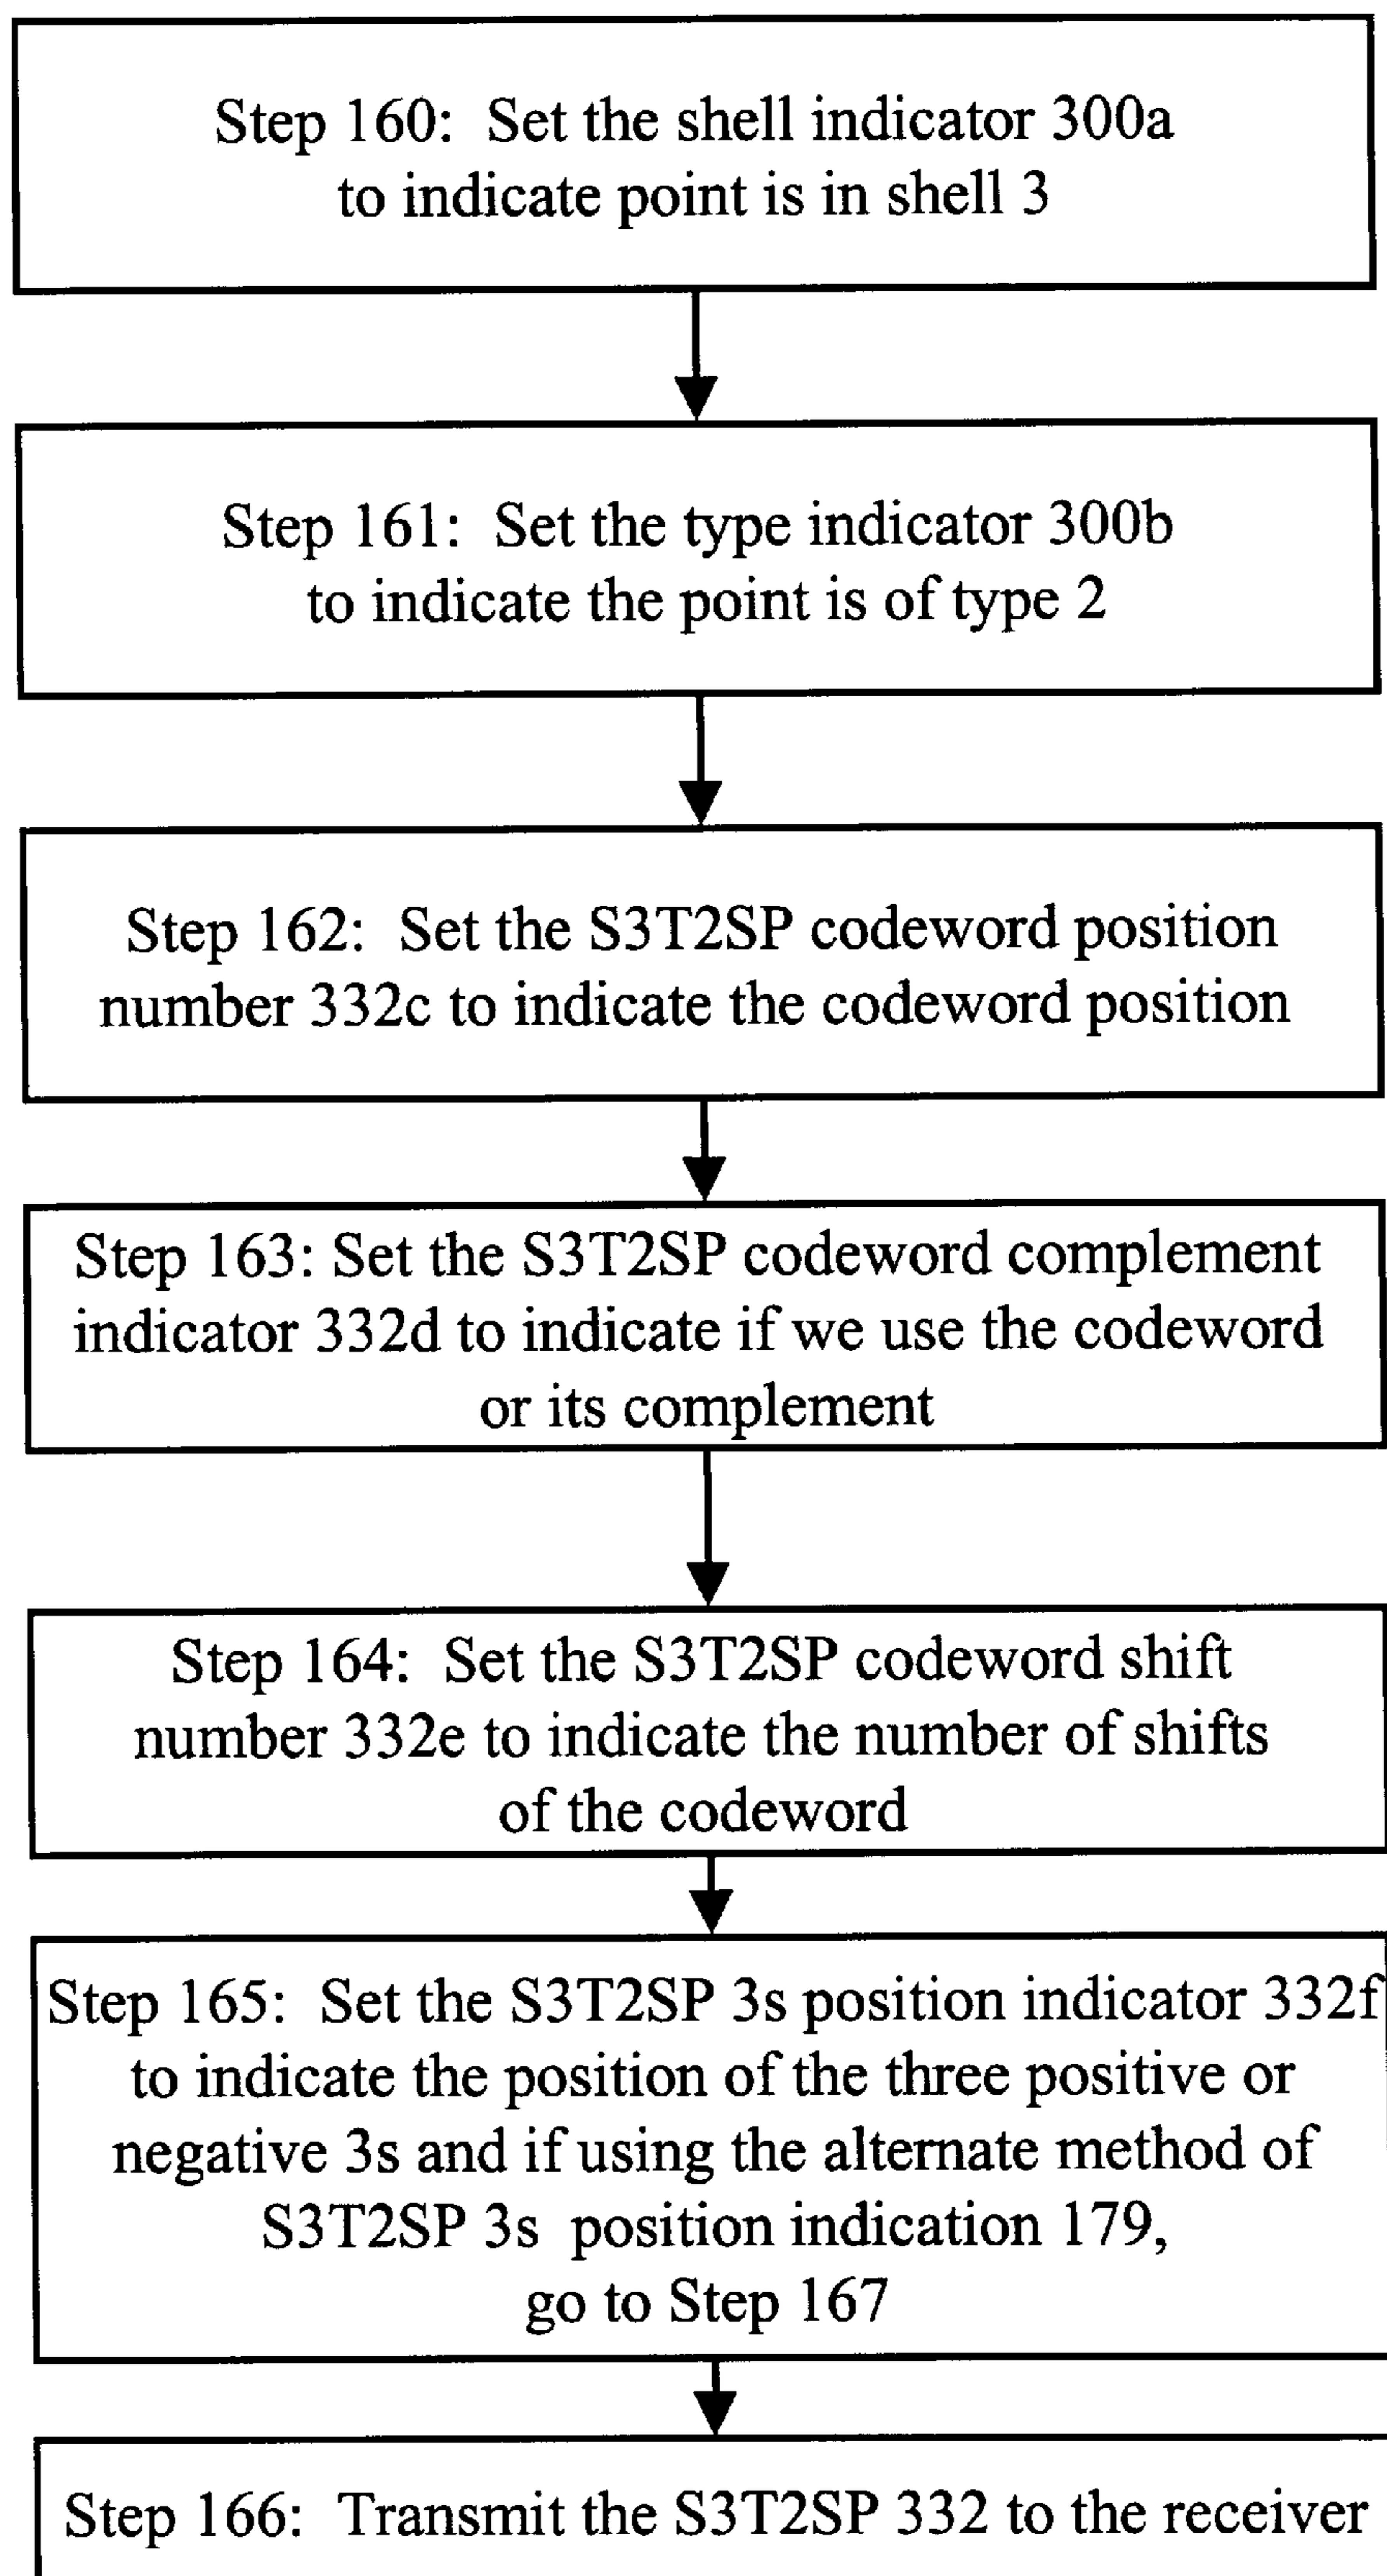 Step 160: Set the shell indicator 300a
to indicate point is in shell 3
Step 161: Set the type indicator 300b
to indicate the point is of type 2
Step 162: Set the S3T2SP codeword position
number 332c to indicate the codeword position
Step 163: Set the S3T2SP codeword complement
indicator 332d to indicate if we use the codeword
or its complement
Step 164: Set the S3T2SP codeword shift
number 332e to indicate the number of shifts
of the codeword
Step 165: Set the S3T2SP 3s position indicator 332f
to indicate the position of the three positive or
negative 3s and if using the alternate method of
S3T2SP 3s position indication 179,
go to Step 167
Step 166: Transmit the S3T2SP 332 to the receiver